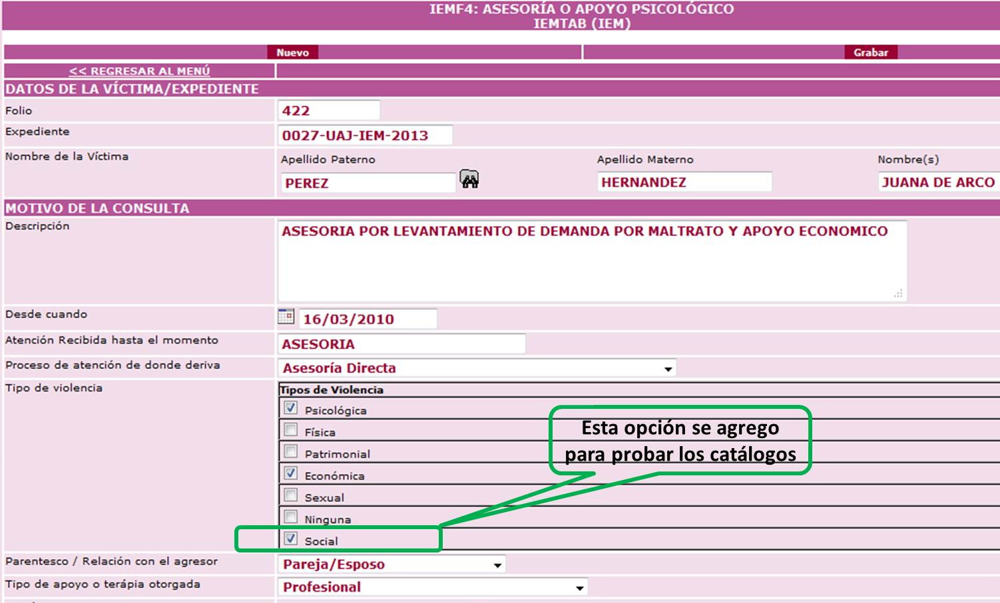 IEMF4: ASESORÍA O APOYO PSICOLÓGICO
IEMTAB (IEM)
Nuevo
Grabar
<< REGRESAR AL MENÚ
DATOS DE LA VÍCTIMA/EXPEDIENTE
Folio
422
Expediente
0027-UAJ-IEM-2013
Nombre de la Víctima
Apellido Paterno
Apellido Materno
Nombre(s)
PEREZ
HERNANDEZ
JUANA DE ARCO
MOTIVO DE LA CONSULTA
Descripción
ASESORIA POR LEVANTAMIENTO DE DEMANDA POR MALTRATO Y APOYO ECONOMICO
Desde cuando
16/03/2010
Atención Recibida hasta el momento
ASESORIA
Proceso de atención de donde deriva
Asesoría Directa
Tipo de violencia
Tipos de Violencia
Psicológica
Física
Patrimonial
Económica
Sexual
Ninguna
Social
Esta opción se agrego
para probar los catálogos
Parentesco / Relación con el agresor
Pareja/Esposo
Tipo de apoyo o terápia otorgada
Profesional